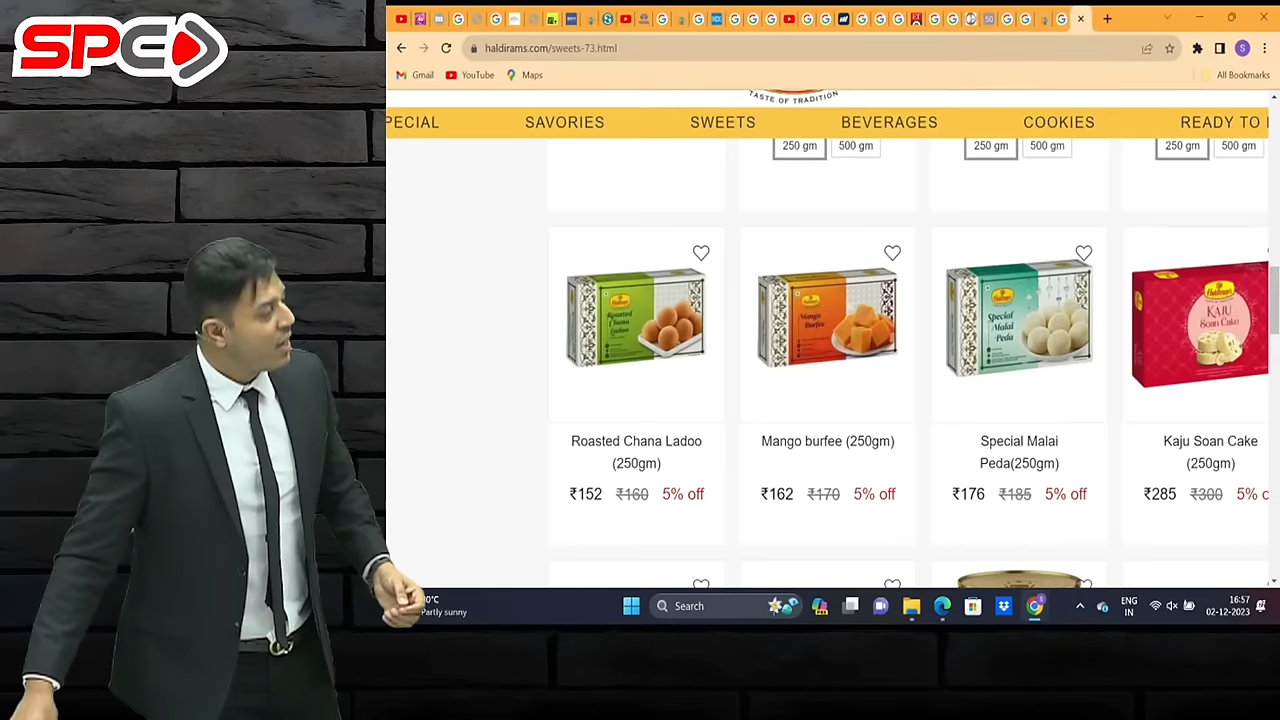 SPC
haldirams.com/sweets-73.html
Gmail
YouTube
Maps
All Bookmarks
TASTE OF TRADITION
PECIAL
SAVORIES
SWEETS
BEVERAGES
COOKIES
READY TO
250 gm
500 gm
250 gm
500 gm
250 gm
500 gm
Roasted
Chana
Ladoo
Mango
Burfee
Special
Malai
Peda
Haldiram's
KAJU
Soan Cake
Roasted Chana Ladoo
(250gm)
₹152 ₹160 5% off
Mango burfee (250gm)
₹162 ₹170 5% off
Special Malai
Peda(250gm)
₹176 ₹185 5% off
Kaju Soan Cake
(250gm)
₹285 ₹300 5% o
0°C
Partly sunny
Search
ENG
IN
16:57
02-12-2023